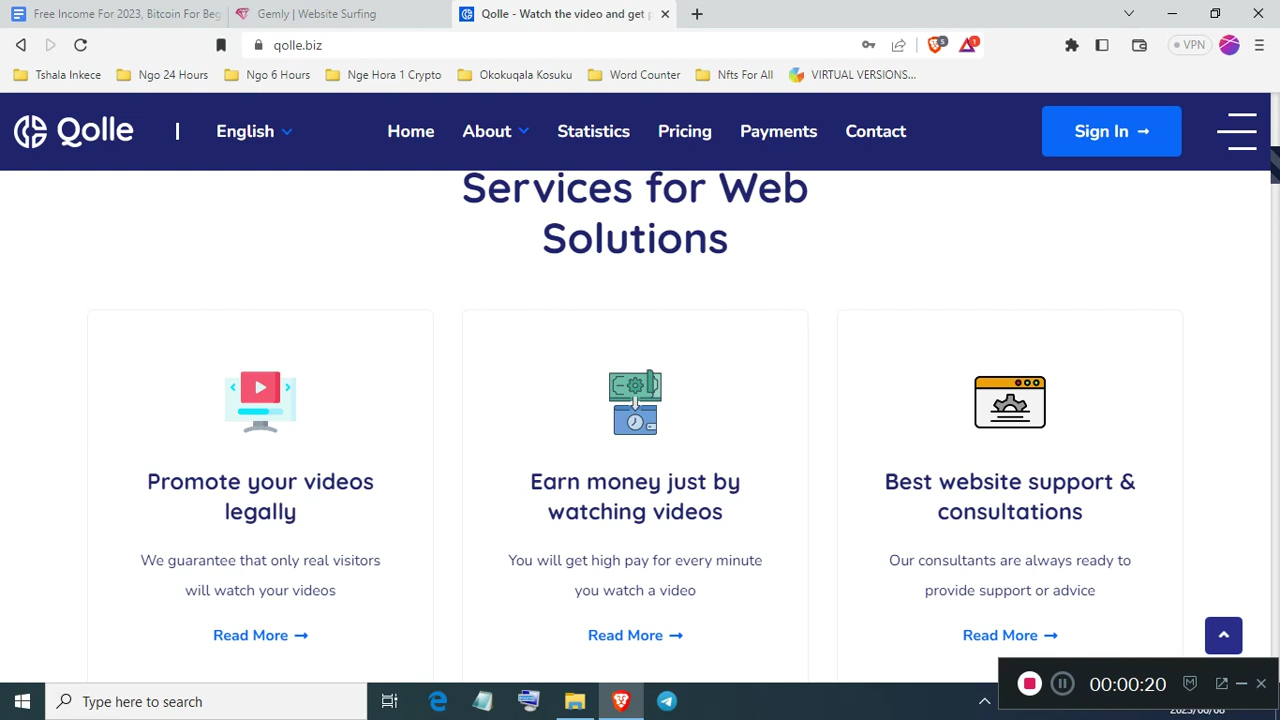 Free Income For 2023, Bitcoin For Beg
Gemly | Website Surfing
Qolle - Watch the video and get p
qolle.biz
5
1
VPN
Tshala Inkece
Ngo 24 Hours
Ngo 6 Hours
Nge Hora 1 Crypto
Okokuqala Kosuku
Word Counter
Nfts For All
VIRTUAL VERSIONS...
Qolle
English
Home
About
Statistics
Pricing
Payments
Contact
Sign In →
Services for Web
Solutions
Promote your videos
legally
We guarantee that only real visitors
will watch your videos
Read More →
Earn money just by
watching videos
You will get high pay for every minute
you watch a video
Read More →
Best website support &
consultations
Our consultants are always ready to
provide support or advice
Read More →
00:00:20
Type here to search
2023/06/08